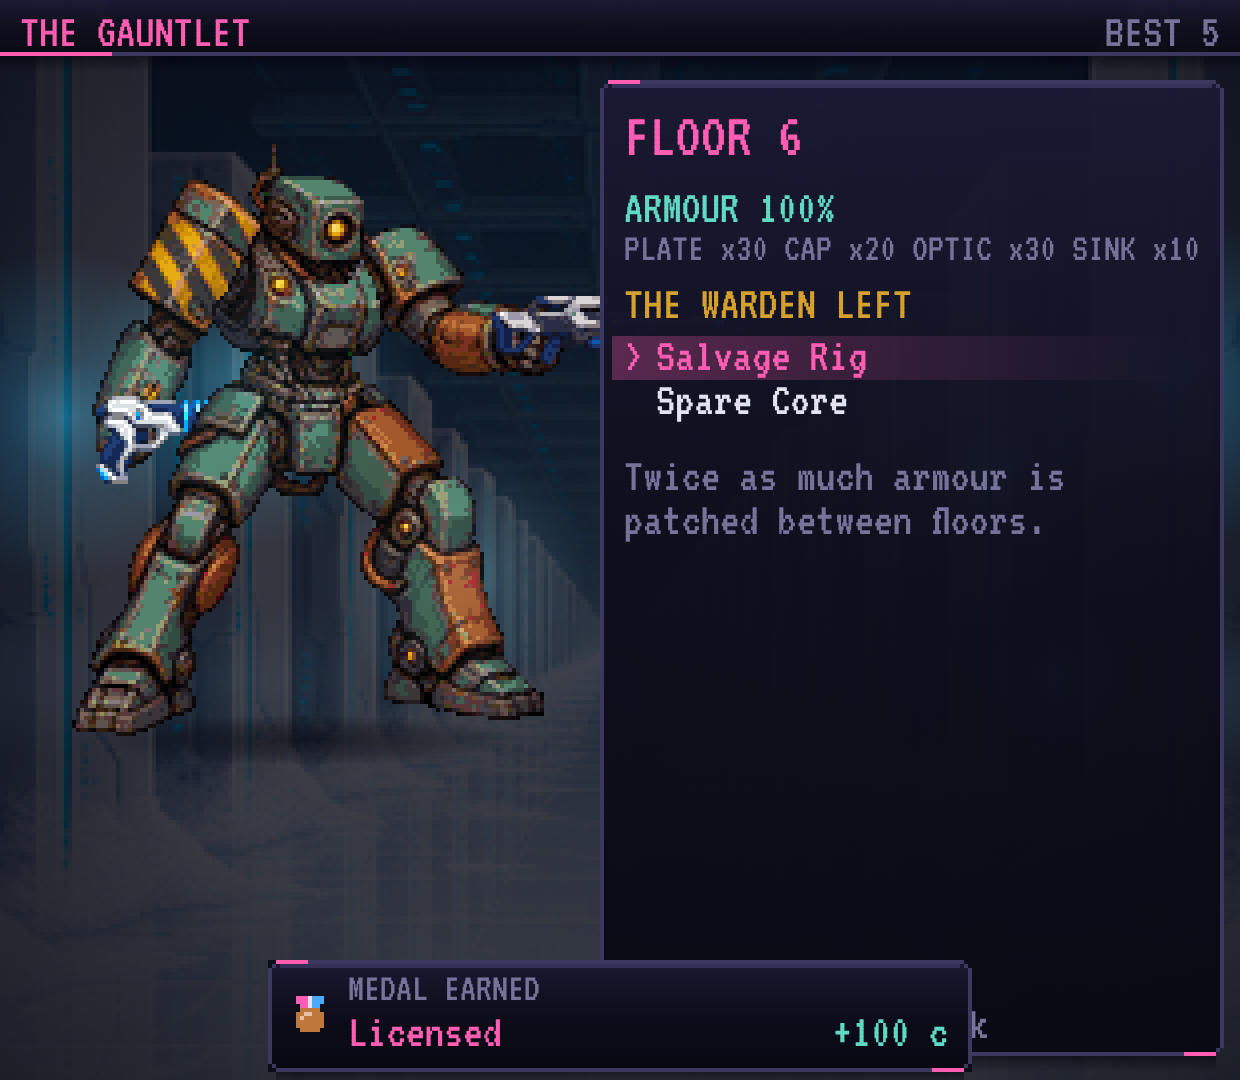 THE GAUNTLET
BEST 5
FLOOR 6
ARMOUR 100%
PLATE x30 CAP x20 OPTIC x30 SINK x10
THE WARDEN LEFT
> Salvage Rig
Spare Core
Twice as much armour is
patched between floors.
MEDAL EARNED
Licensed
+100 c
k